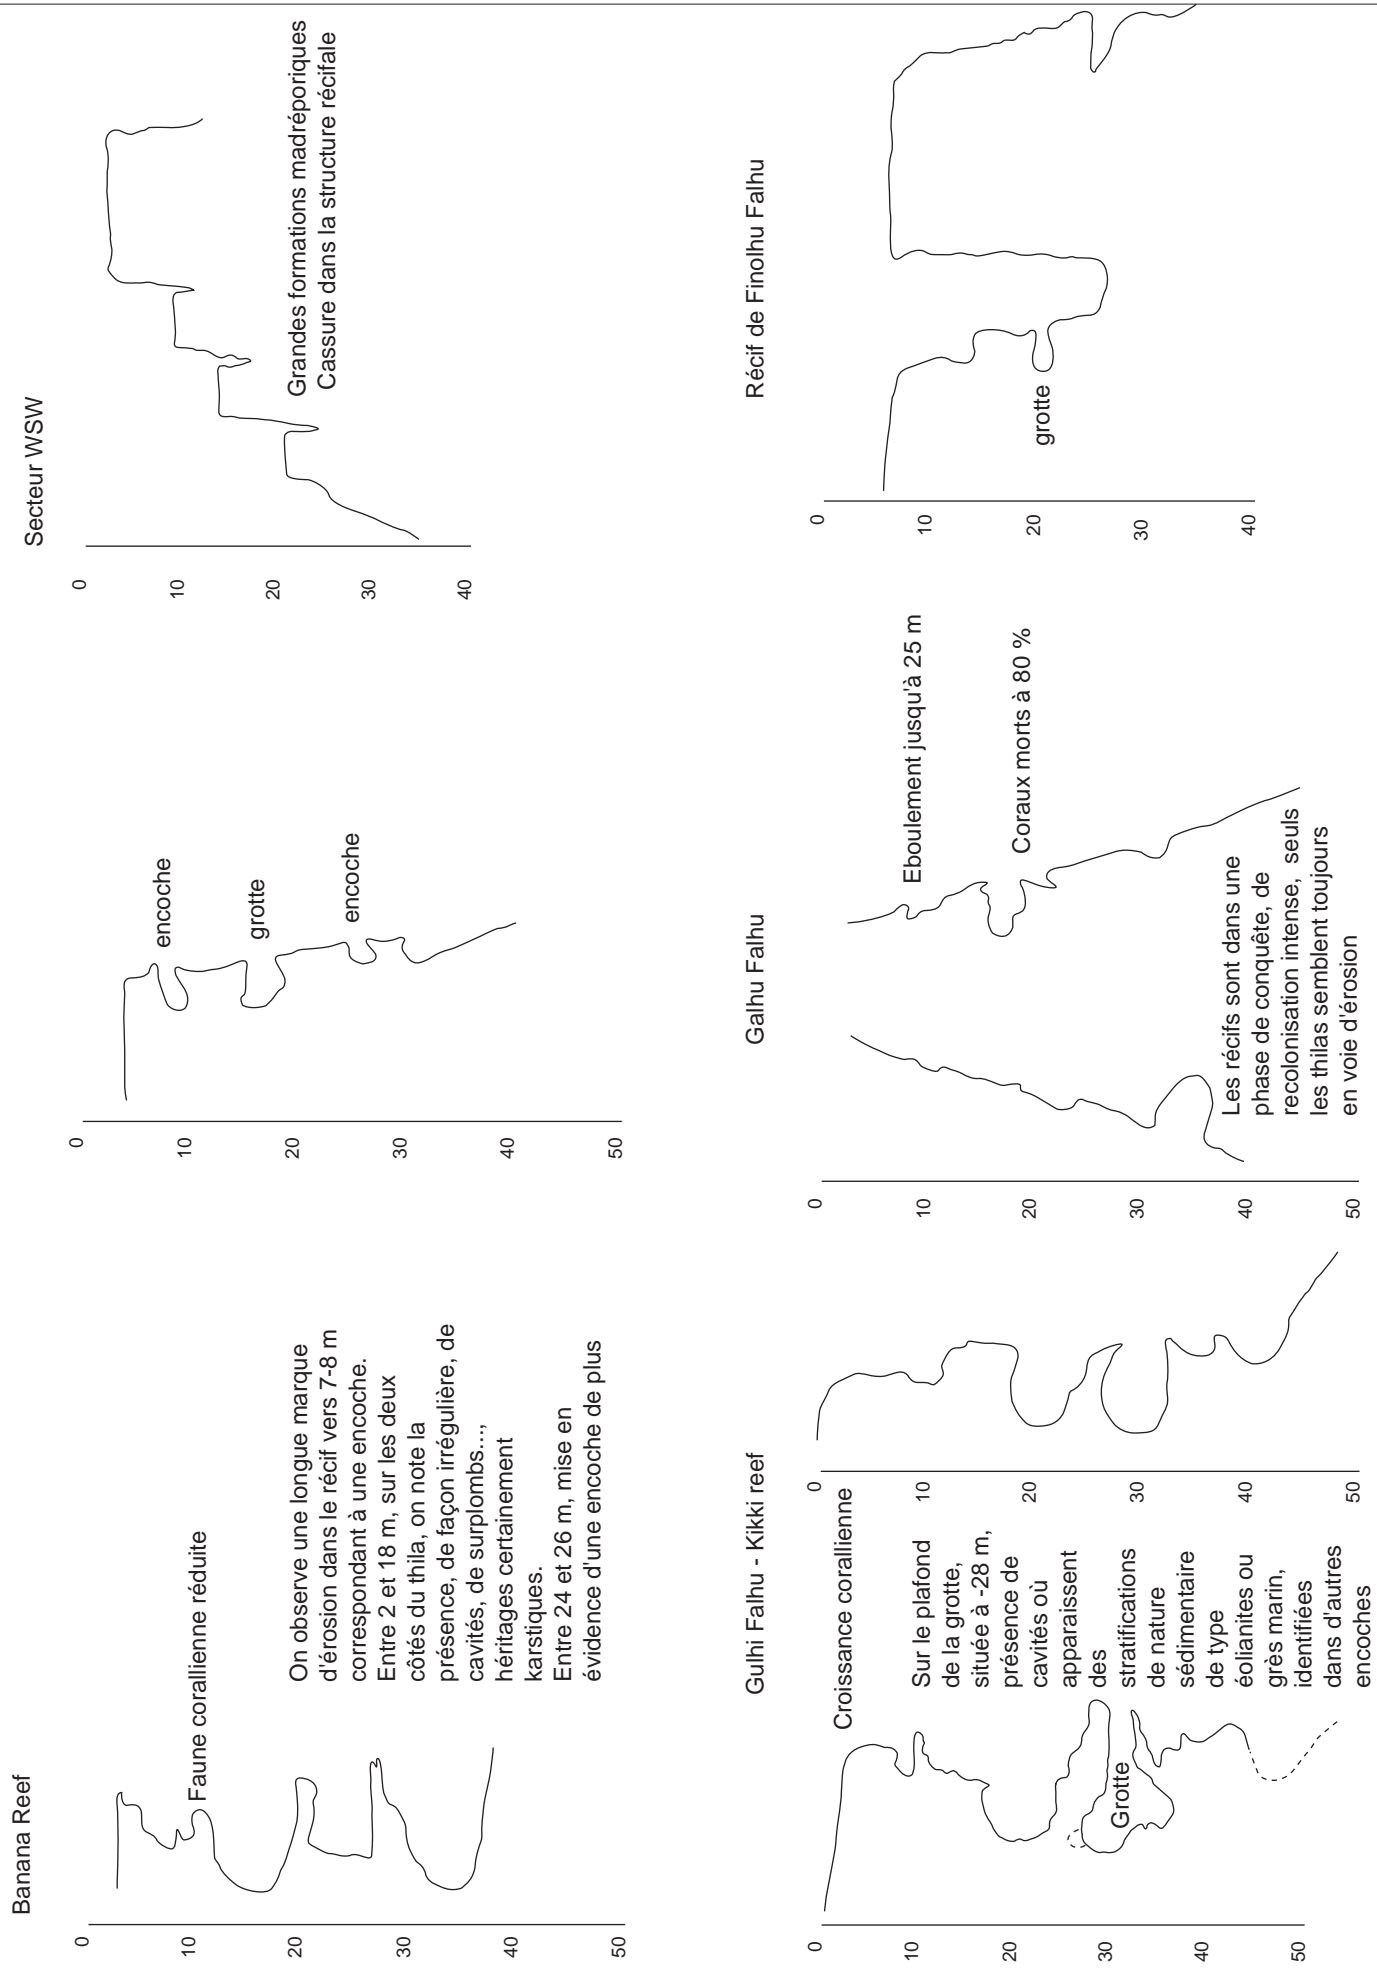 Banana Reef
0
10
20
30
40
50
Faune corallienne réduite
On observe une longue marque
d'érosion dans le récif vers 7-8 m
correspondant à une encoche.
Entre 2 et 18 m, sur les deux
côtés du thila, on note la
présence, de façon irrégulière, de
cavités, de surplombs...,
héritages certainement
karstiques.
Entre 24 et 26 m, mise en
évidence d'une encoche de plus
0
10
20
30
40
50
encoche
grotte
encoche
Secteur WSW
0
10
20
30
40
Grandes formations madréporiques
Cassure dans la structure récifale
Gulhi Falhu - Kikki reef
0
10
20
30
40
50
Croissance corallienne
Grotte
Sur le plafond
de la grotte,
située à -28 m,
présence de
cavités où
apparaissent
des
stratifications
de nature
sédimentaire
de type
éolianites ou
grès marin,
identifiées
dans d'autres
encoches
0
10
20
30
40
50
Galhu Falhu
0
10
20
30
40
50
Eboulement jusqu'à 25 m
Coraux morts à 80 %
Les récifs sont dans une
phase de conquête, de
recolonisation intense, seuls
les thilas semblent toujours
en voie d'érosion
Récif de Finolhu Falhu
0
10
20
30
40
grotte